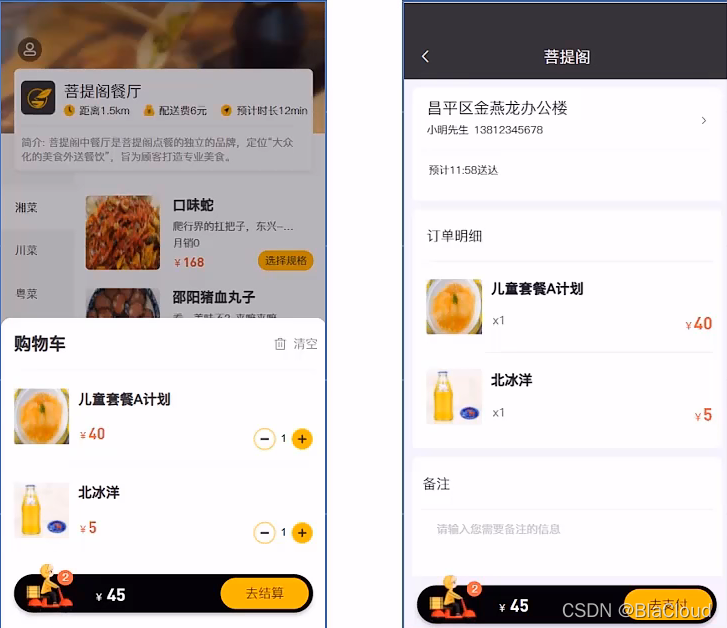 菩提阁餐厅
距离1.5km 配送费6元 预计时长12min
简介: 菩提阁中餐厅是菩提阁点餐的独立的品牌，定位“大众
化的美食外送餐饮”，旨为顾客打造专业美食。
湘菜
川菜
粤菜
口味蛇
爬行界的扛把子，东兴—...
月销0
¥168
选择规格
邵阳猪血丸子
购物车
清空
儿童套餐A计划
¥40
1
北冰洋
¥5
1
2
¥ 45
去结算
菩提阁
昌平区金燕龙办公楼
小明先生 13812345678
预计11:58送达
订单明细
儿童套餐A计划
x1
¥40
北冰洋
x1
¥5
备注
请输入您需要备注的信息
2
¥ 45
去支付
CSDN @BlaCloud